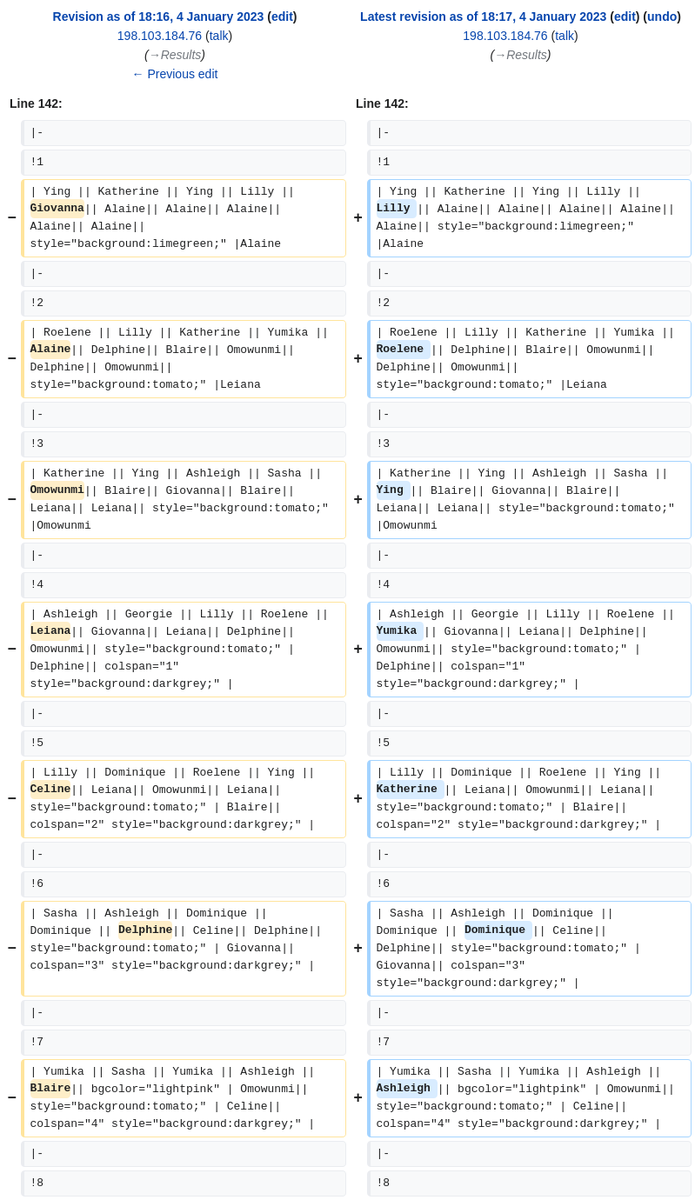 Revision as of 18:16, 4 January 2023 (edit)
198.103.184.76 (talk)
(→Results)
← Previous edit
Latest revision as of 18:17, 4 January 2023 (edit) (undo)
198.103.184.76 (talk)
(→Results)
Line 142:
Line 142:
|-
|-
!1
!1
− | Ying || Katherine || Ying || Lilly ||
Giovanna|| Alaine|| Alaine|| Alaine||
Alaine|| Alaine||
style="background:limegreen;" |Alaine
+ | Ying || Katherine || Ying || Lilly ||
Lilly || Alaine|| Alaine|| Alaine|| Alaine||
Alaine|| style="background:limegreen;"
|Alaine
|-
|-
!2
!2
− | Roelene || Lilly || Katherine || Yumika ||
Alaine|| Delphine|| Blaire|| Omowunmi||
Delphine|| Omowunmi||
style="background:tomato;" |Leiana
+ | Roelene || Lilly || Katherine || Yumika ||
Roelene || Delphine|| Blaire|| Omowunmi||
Delphine|| Omowunmi||
style="background:tomato;" |Leiana
|-
|-
!3
!3
− | Katherine || Ying || Ashleigh || Sasha ||
Omowunmi|| Blaire|| Giovanna|| Blaire||
Leiana|| Leiana|| style="background:tomato;"
|Omowunmi
+ | Katherine || Ying || Ashleigh || Sasha ||
Ying || Blaire|| Giovanna|| Blaire||
Leiana|| Leiana|| style="background:tomato;"
|Omowunmi
|-
|-
!4
!4
− | Ashleigh || Georgie || Lilly || Roelene ||
Leiana|| Giovanna|| Leiana|| Delphine||
Omowunmi|| style="background:tomato;" |
Delphine|| colspan="1"
style="background:darkgrey;" |
+ | Ashleigh || Georgie || Lilly || Roelene ||
Yumika || Giovanna|| Leiana|| Delphine||
Omowunmi|| style="background:tomato;" |
Delphine|| colspan="1"
style="background:darkgrey;" |
|-
|-
!5
!5
− | Lilly || Dominique || Roelene || Ying ||
Celine|| Leiana|| Omowunmi|| Leiana||
style="background:tomato;" | Blaire||
colspan="2" style="background:darkgrey;" |
+ | Lilly || Dominique || Roelene || Ying ||
Katherine || Leiana|| Omowunmi|| Leiana||
style="background:tomato;" | Blaire||
colspan="2" style="background:darkgrey;" |
|-
|-
!6
!6
− | Sasha || Ashleigh || Dominique ||
Dominique || Delphine|| Celine|| Delphine||
style="background:tomato;" | Giovanna||
colspan="3" style="background:darkgrey;" |
+ | Sasha || Ashleigh || Dominique ||
Dominique || Dominique || Celine||
Delphine|| style="background:tomato;" |
Giovanna|| colspan="3"
style="background:darkgrey;" |
|-
|-
!7
!7
− | Yumika || Sasha || Yumika || Ashleigh ||
Blaire|| bgcolor="lightpink" | Omowunmi||
style="background:tomato;" | Celine||
colspan="4" style="background:darkgrey;" |
+ | Yumika || Sasha || Yumika || Ashleigh ||
Ashleigh || bgcolor="lightpink" | Omowunmi||
style="background:tomato;" | Celine||
colspan="4" style="background:darkgrey;" |
|-
|-
!8
!8